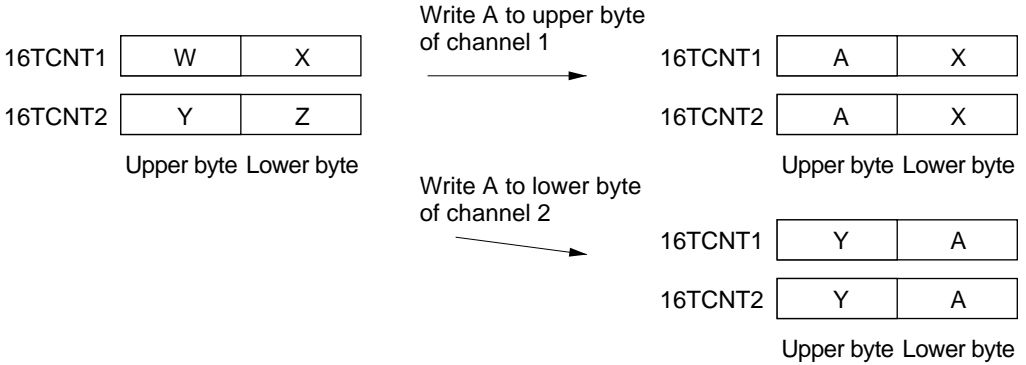 Write A to upper byte
of channel 1
16TCNT1 W X
16TCNT2 Y Z
Upper byte Lower byte
16TCNT1 A X
16TCNT2 A X
Upper byte Lower byte
Write A to lower byte
of channel 2
16TCNT1 Y A
16TCNT2 Y A
Upper byte Lower byte